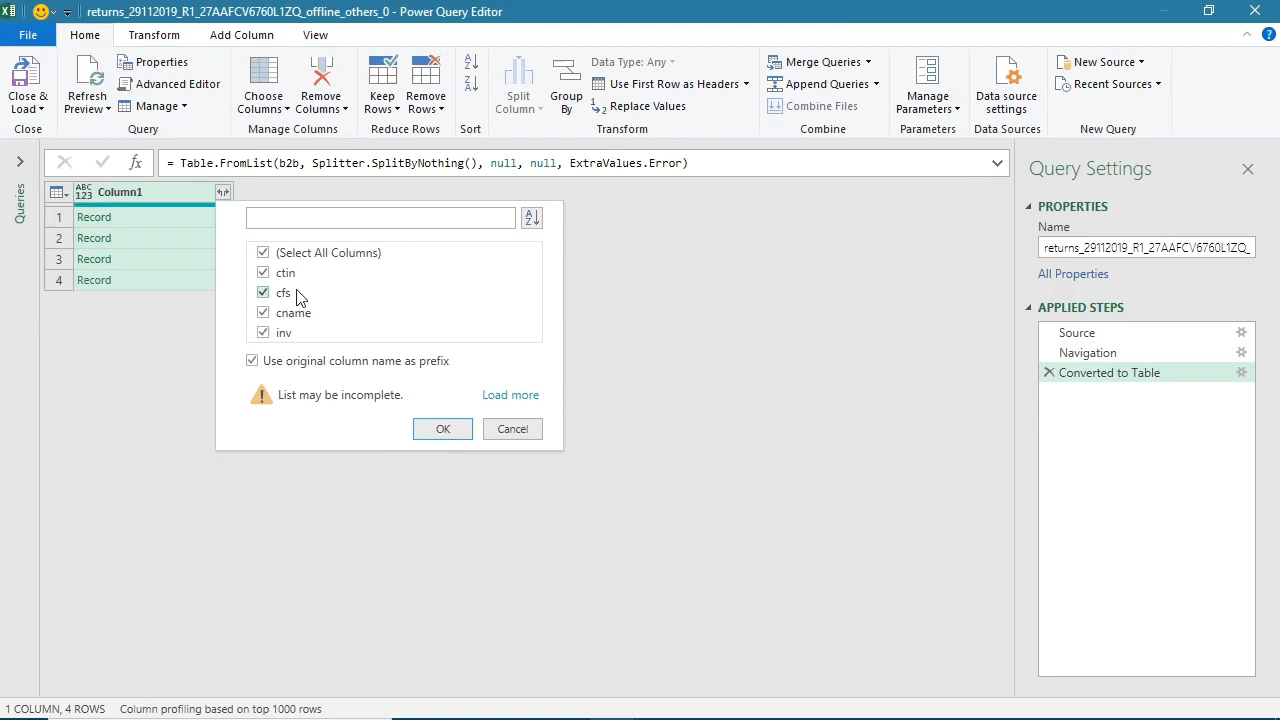 returns_29112019_R1_27AAFCV6760L1ZQ_offline_others_0 - Power Query Editor
File Home Transform Add Column View
Close & Load
Close
Refresh Preview
Properties
Advanced Editor
Manage
Query
Choose Columns
Remove Columns
Manage Columns
Keep Rows
Remove Rows
Reduce Rows
Sort
Split Column
Group By
Data Type: Any
Use First Row as Headers
Replace Values
Transform
Merge Queries
Append Queries
Combine Files
Combine
Manage Parameters
Parameters
Data source settings
Data Sources
New Source
Recent Sources
New Query
Queries
fx = Table.FromList(b2b, Splitter.SplitByNothing(), null, null, ExtraValues.Error)
ABC 123 Column1
1 Record
2 Record
3 Record
4 Record
(Select All Columns)
ctin
cfs
cname
inv
Use original column name as prefix
List may be incomplete. Load more
OK Cancel
Query Settings
PROPERTIES
Name
returns_29112019_R1_27AAFCV6760L1ZQ_
All Properties
APPLIED STEPS
Source
Navigation
Converted to Table
1 COLUMN, 4 ROWS Column profiling based on top 1000 rows